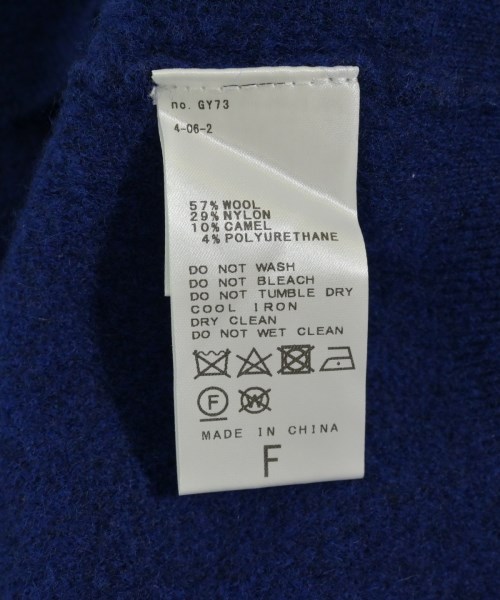 no. GY73
4-06-2
57% WOOL
29% NYLON
10% CAMEL
4% POLYURETHANE
DO NOT WASH
DO NOT BLEACH
DO NOT TUMBLE DRY
COOL IRON
DRY CLEAN
DO NOT WET CLEAN
F W
MADE IN CHINA
F